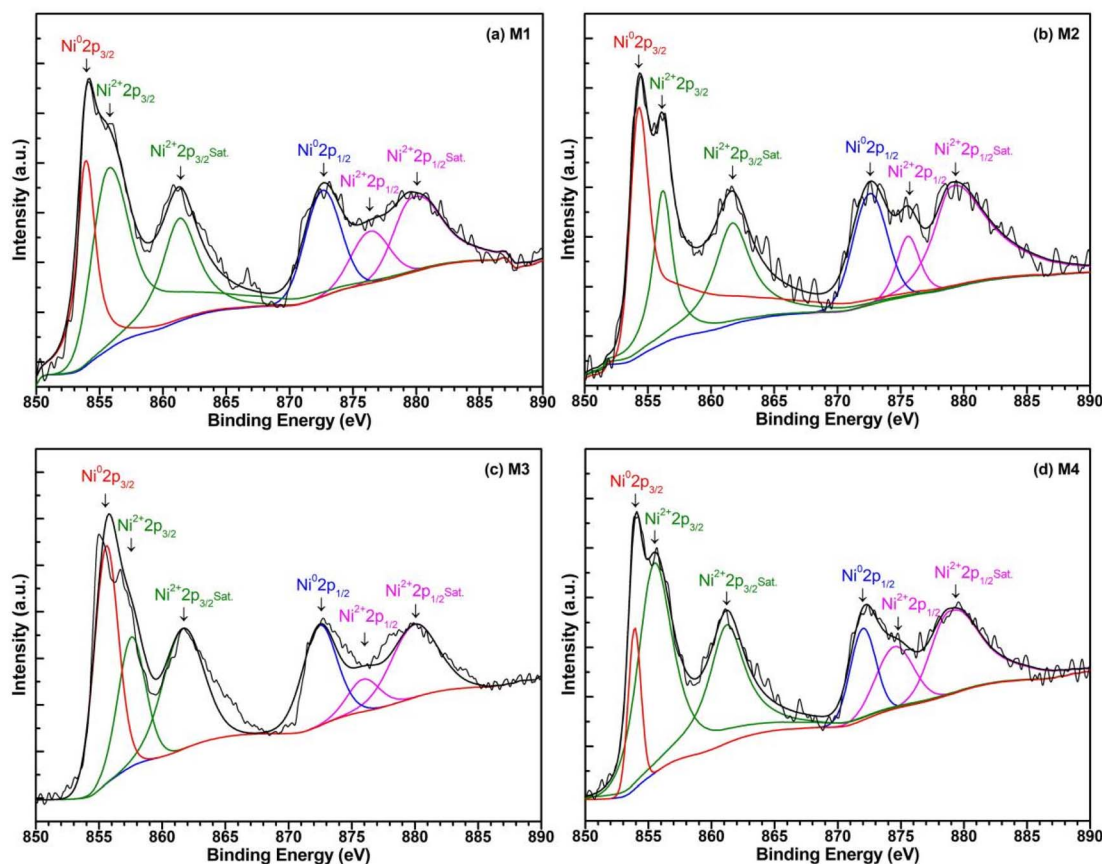 (a) M1
Ni⁰2p₃/₂
Ni²⁺2p₃/₂
Ni²⁺2p₃/₂Sat.
Ni⁰2p₁/₂
Ni²⁺2p₁/₂
Ni²⁺2p₁/₂Sat.
Intensity (a.u.)
850 855 860 865 870 875 880 885 890
Binding Energy (eV)
(b) M2
Ni⁰2p₃/₂
Ni²⁺2p₃/₂
Ni²⁺2p₃/₂Sat.
Ni⁰2p₁/₂
Ni²⁺2p₁/₂
Ni²⁺2p₁/₂Sat.
Intensity (a.u.)
850 855 860 865 870 875 880 885 890
Binding Energy (eV)
(c) M3
Ni⁰2p₃/₂
Ni²⁺2p₃/₂
Ni²⁺2p₃/₂Sat.
Ni⁰2p₁/₂
Ni²⁺2p₁/₂
Ni²⁺2p₁/₂Sat.
Intensity (a.u.)
850 855 860 865 870 875 880 885 890
Binding Energy (eV)
(d) M4
Ni⁰2p₃/₂
Ni²⁺2p₃/₂
Ni²⁺2p₃/₂Sat.
Ni⁰2p₁/₂
Ni²⁺2p₁/₂
Ni²⁺2p₁/₂Sat.
Intensity (a.u.)
850 855 860 865 870 875 880 885 890
Binding Energy (eV)